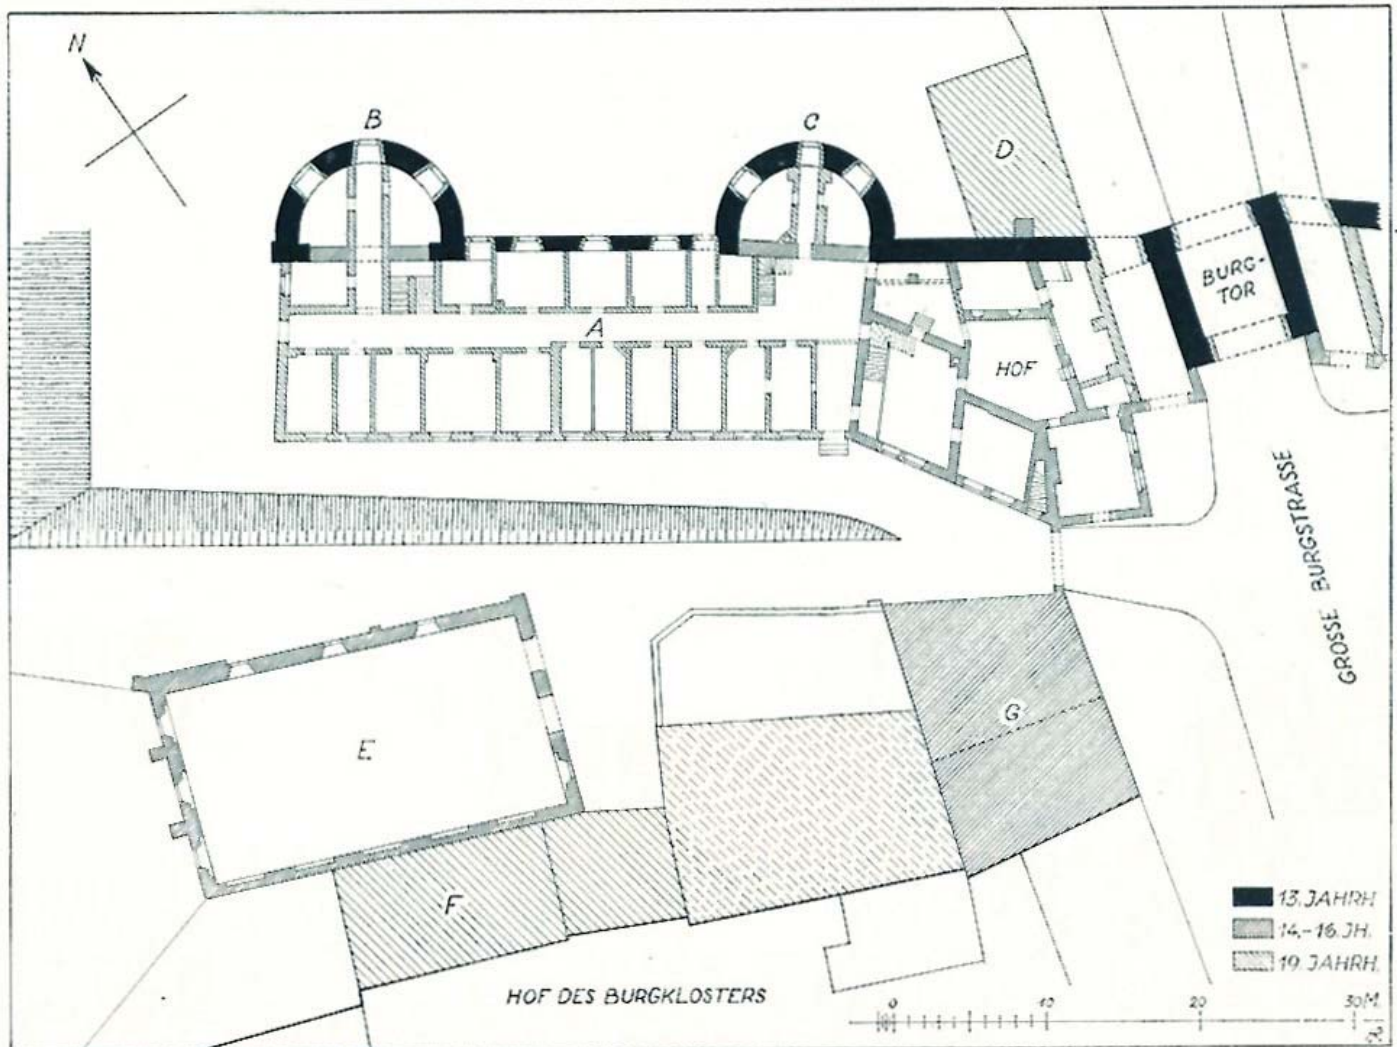 N
B
C
D
BURG-
TOR
A
HOF
GROSSE BURGSTRASSE
E
G
F
13. JAHRH.
14.-16. JH.
19. JAHRH.
HOF DES BURGKLOSTERS
0 10 20 30 M.